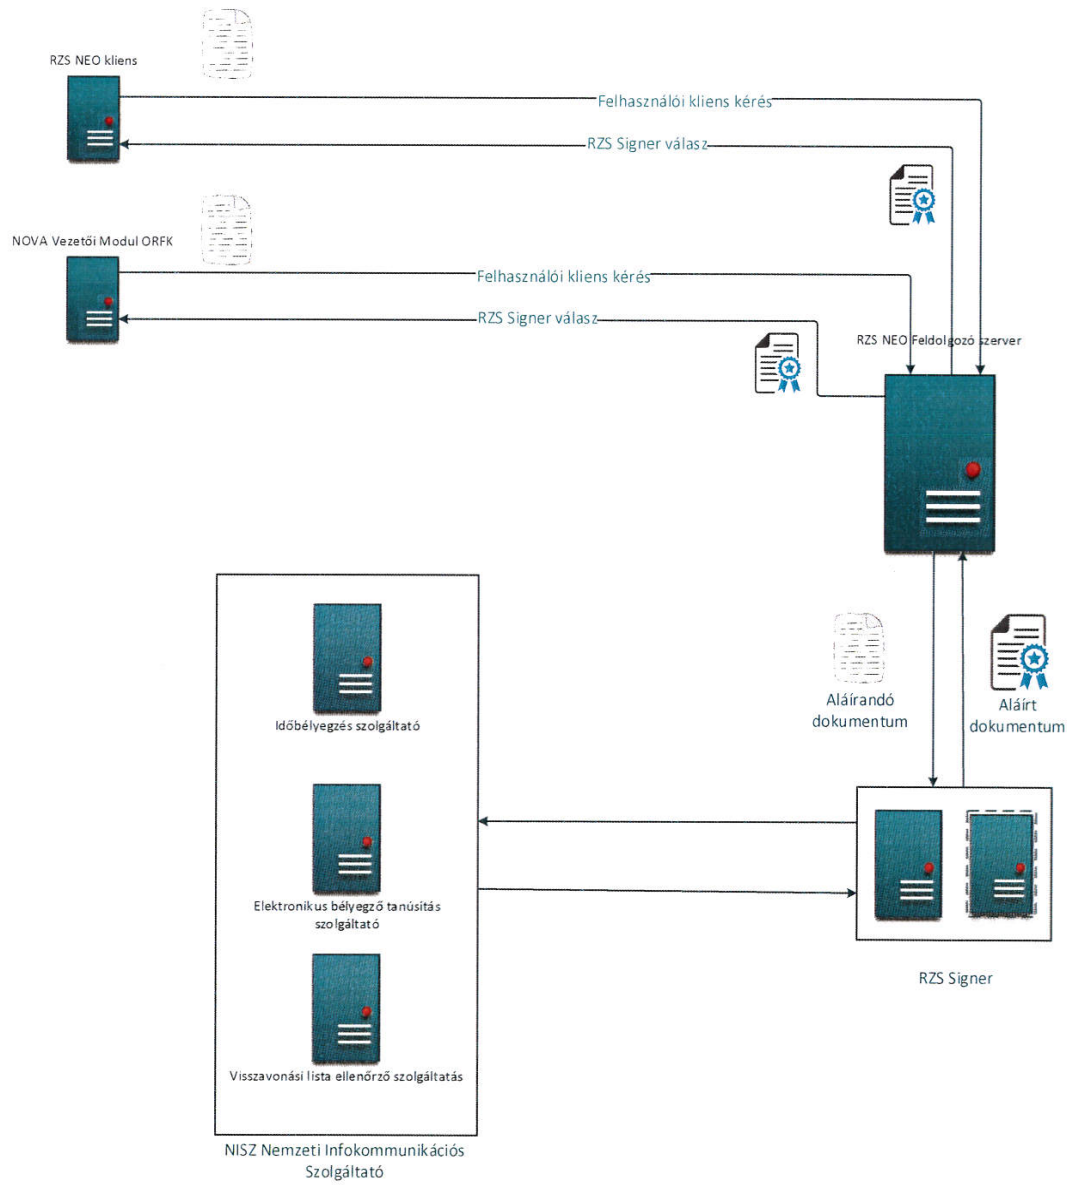 RZS NEO kliens
Felhasználói kliens kérés
RZS Signer válasz
NOVA Vezetői Modul ORFK
Felhasználói kliens kérés
RZS Signer válasz
RZS NEO Feldolgozó szerver
Aláírandó
dokumentum
Aláírt
dokumentum
Időbélyegzés szolgáltató
Elektronikus bélyegző tanúsítás
szolgáltató
RZS Signer
Visszavonási lista ellenőrző szolgáltatás
NISZ Nemzeti Infokommunikációs
Szolgáltató